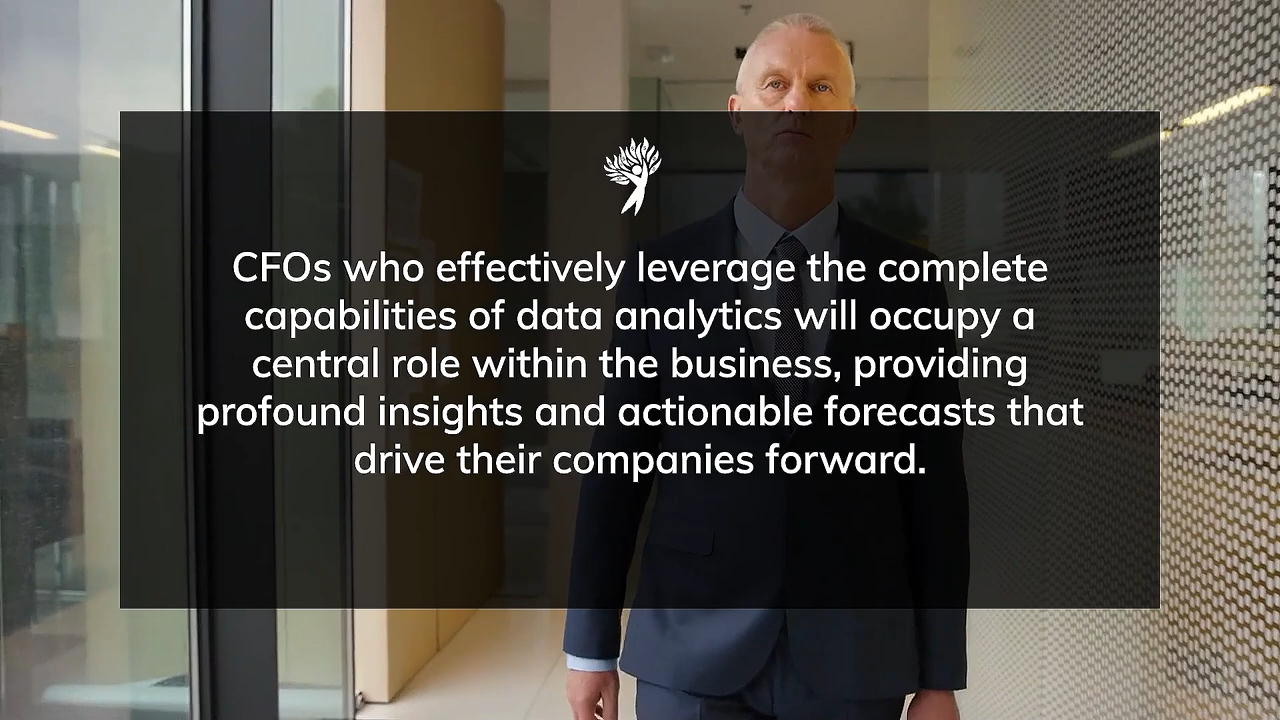 CFOs who effectively leverage the complete
capabilities of data analytics will occupy a
central role within the business, providing
profound insights and actionable forecasts that
drive their companies forward.